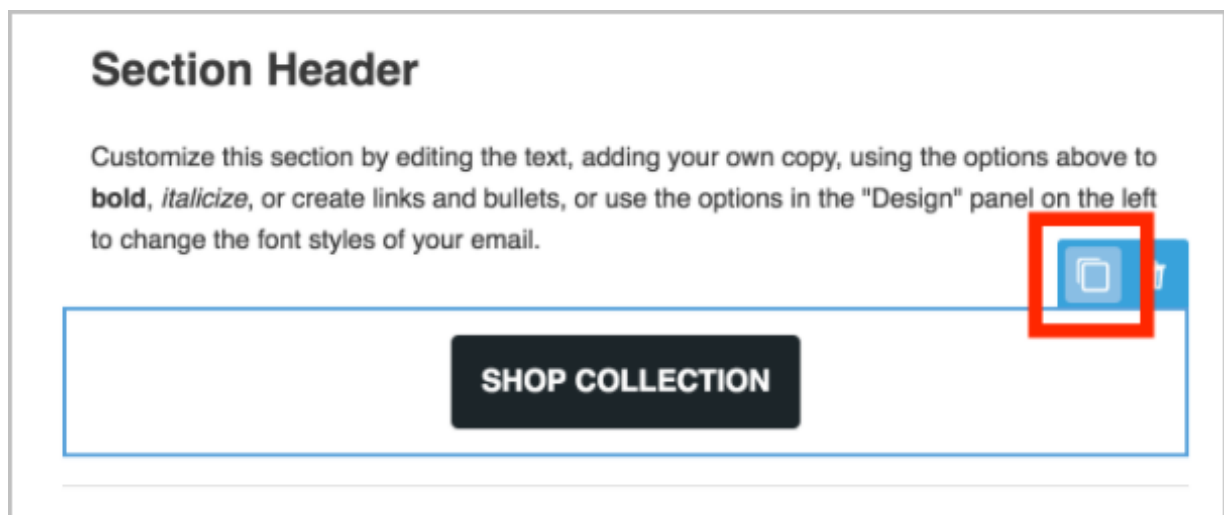 Section Header
Customize this section by editing the text, adding your own copy, using the options above to
bold, italicize, or create links and bullets, or use the options in the "Design" panel on the left
to change the font styles of your email.
SHOP COLLECTION